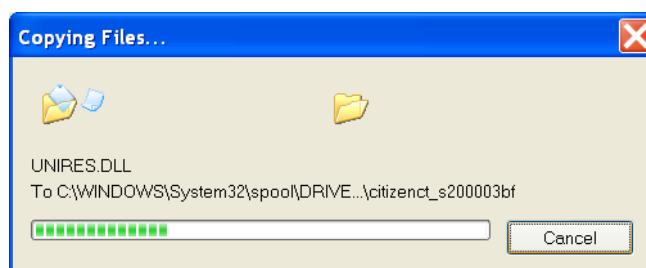 Copying Files...
UNIRES.DLL
To C:\WINDOWS\System32\spool\DRIVE...\citizenct_s200003bf
Cancel